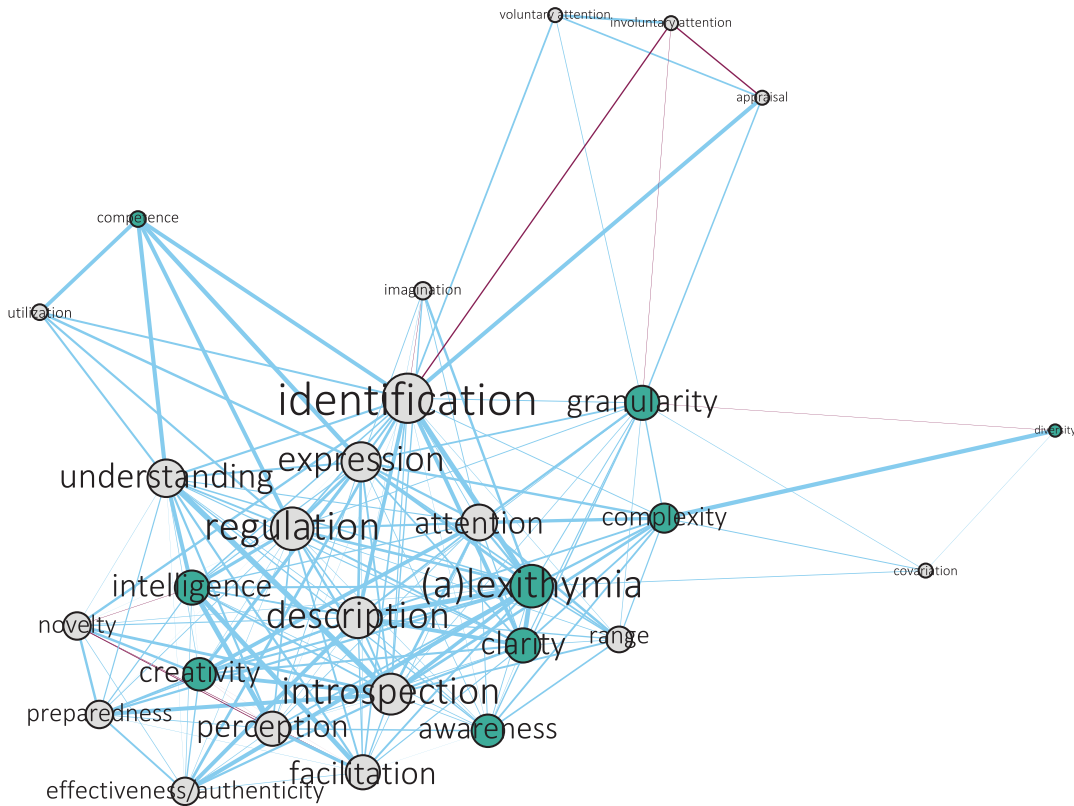 voluntary attention
involuntary attention
appraisal
competence
imagination
utilization
identification
granularity
diversity
expression
understanding
complexity
attention
regulation
covariation
(a)lexithymia
intelligence
description
novelty
range
clarity
creativity
introspection
preparedness
perception
awareness
facilitation
effectiveness/authenticity